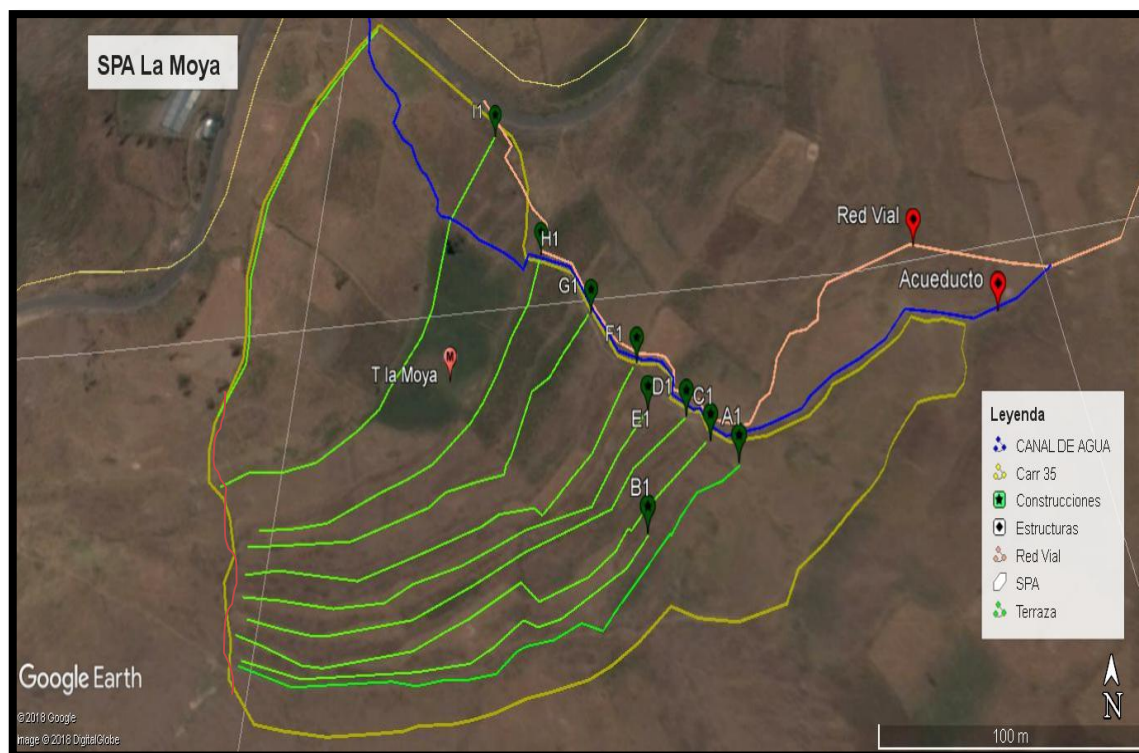 SPA La Moya
I1
H1
G1
F1
D1
C1
E1
A1
B1
T la Moya
M
Red Vial
Acueducto
Leyenda
CANAL DE AGUA
Carr 35
Construcciones
Estructuras
Red Vial
SPA
Terraza
N
100 m
Google Earth
© 2018 Google
Image © 2018 DigitalGlobe